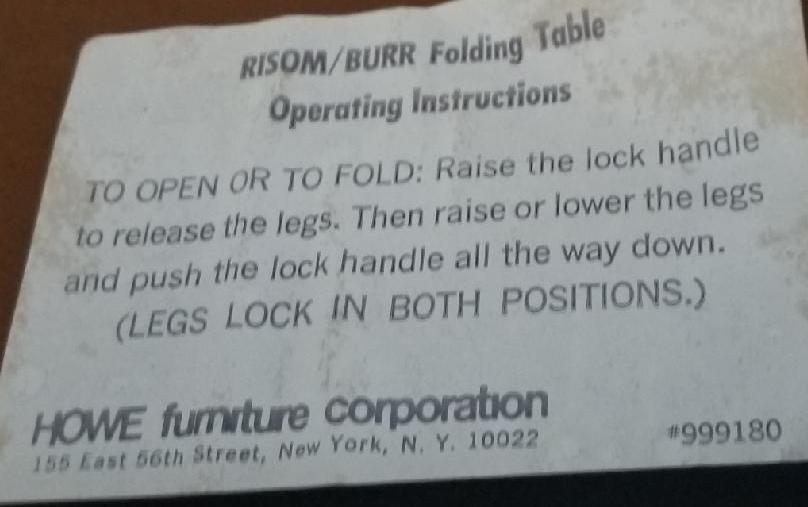 RISOM/BURR Folding Table
Operating Instructions
TO OPEN OR TO FOLD: Raise the lock handle
to release the legs. Then raise or lower the legs
and push the lock handle all the way down.
(LEGS LOCK IN BOTH POSITIONS.)
HOWE furniture corporation
155 East 56th Street, New York, N. Y. 10022
#999180